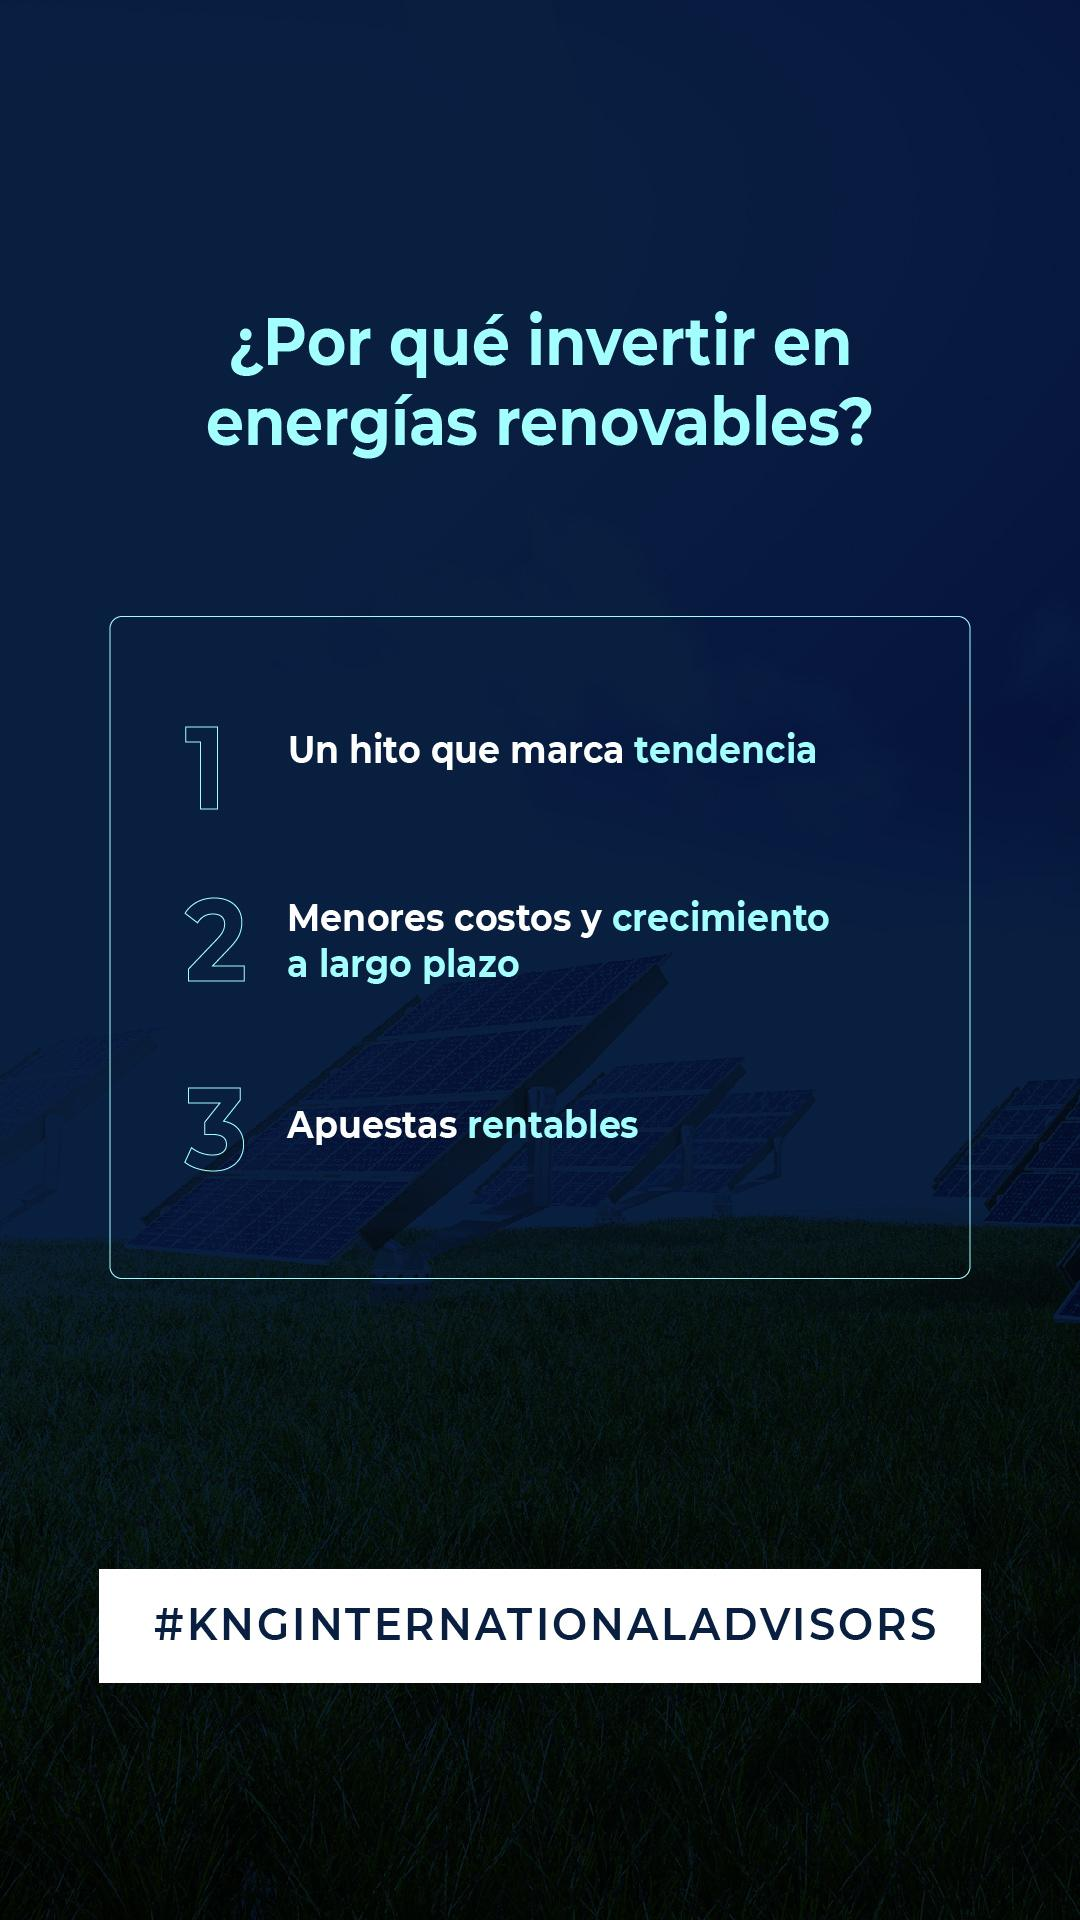 ¿Por qué invertir en
energías renovables?
1
Un hito que marca tendencia
2
Menores costos y crecimiento
a largo plazo
3
Apuestas rentables
#KNGINTERNATIONALADVISORS